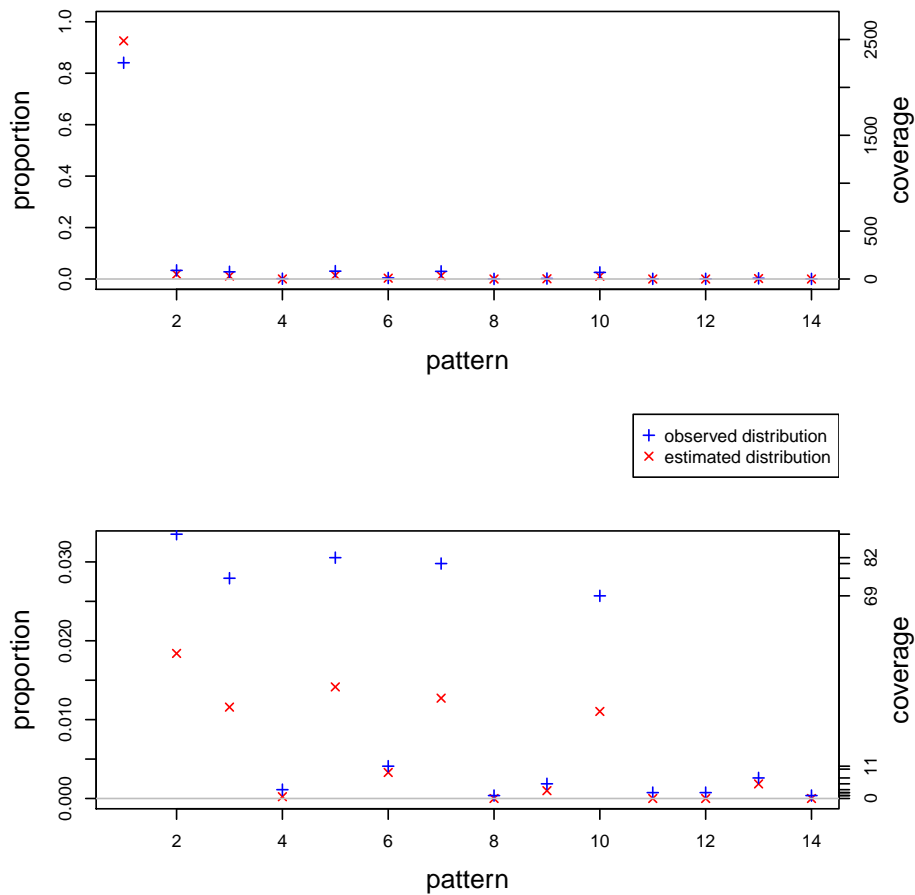 proportion
0.0 0.2 0.4 0.6 0.8 1.0
0 500 1500 2500
coverage
2 4 6 8 10 12 14
pattern
observed distribution
estimated distribution
proportion
0.000 0.010 0.020 0.030
0 11 69 82
coverage
2 4 6 8 10 12 14
pattern